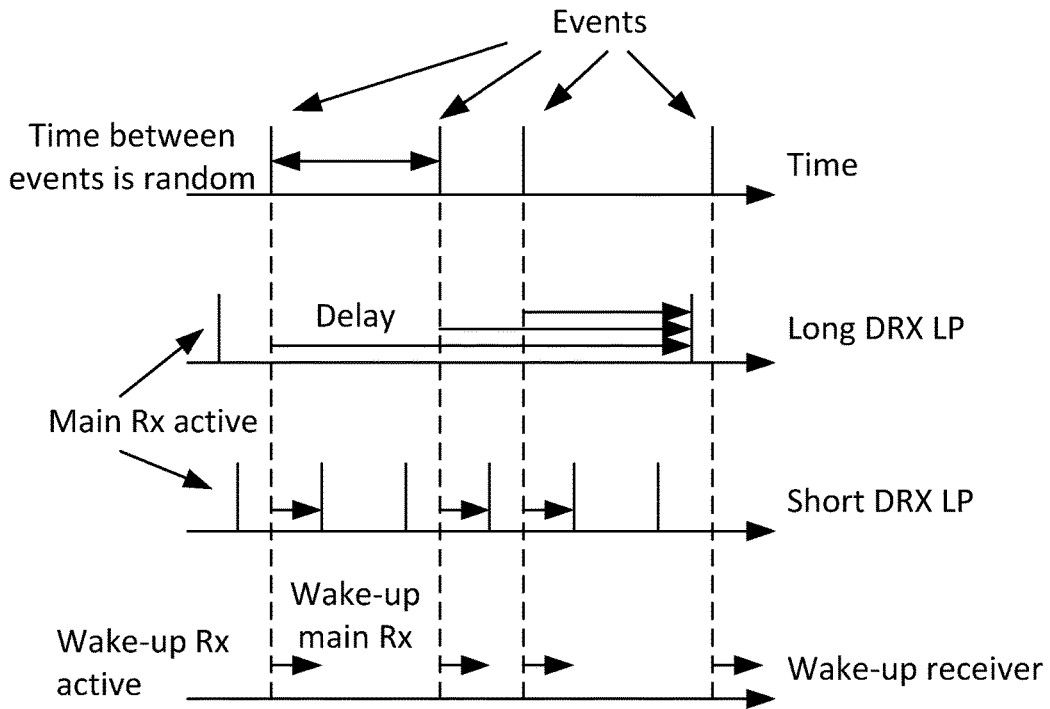 Events
Time between
events is random
Time
Delay
Long DRX LP
Main Rx active
Short DRX LP
Wake-up
main Rx
Wake-up Rx
active
Wake-up receiver